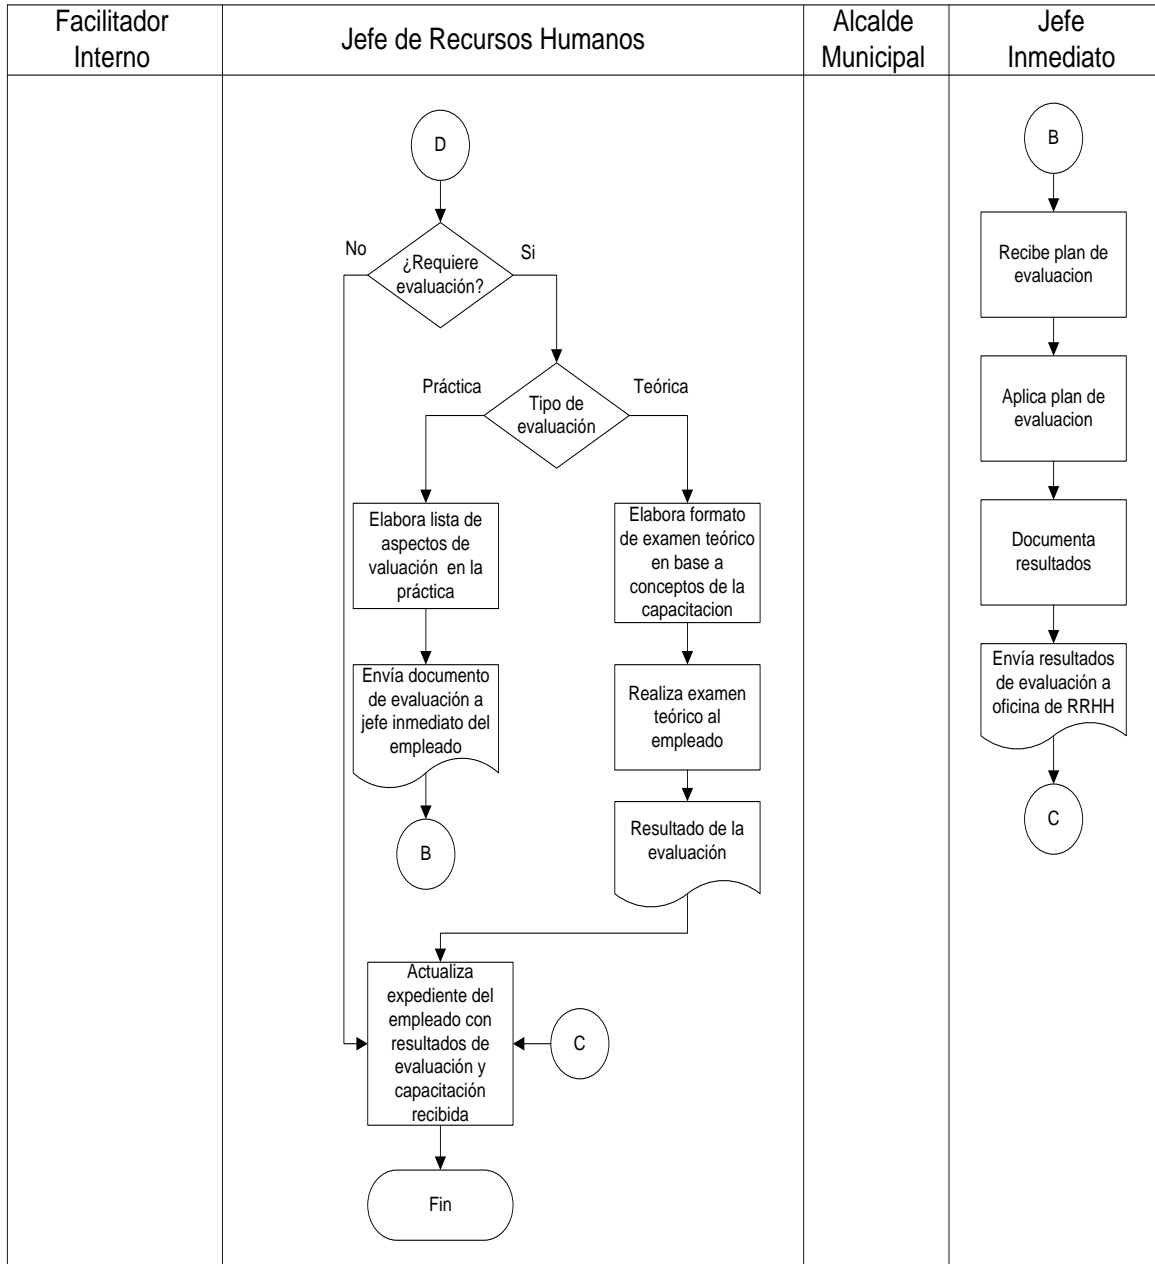 Facilitador
Interno
Jefe de Recursos Humanos
Alcalde
Municipal
Jefe
Inmediato
D
No
¿Requiere
evaluación?
Si
Práctica
Tipo de
evaluación
Teórica
Elabora lista de
aspectos de
valuación en la
práctica
Elabora formato
de examen teórico
en base a
conceptos de la
capacitacion
Envía documento
de evaluación a
jefe inmediato del
empleado
Realiza examen
teórico al
empleado
B
Resultado de la
evaluación
Actualiza
expediente del
empleado con
resultados de
evaluación y
capacitación
recibida
C
Fin
B
Recibe plan de
evaluacion
Aplica plan de
evaluacion
Documenta
resultados
Envía resultados
de evaluación a
oficina de RRHH
C